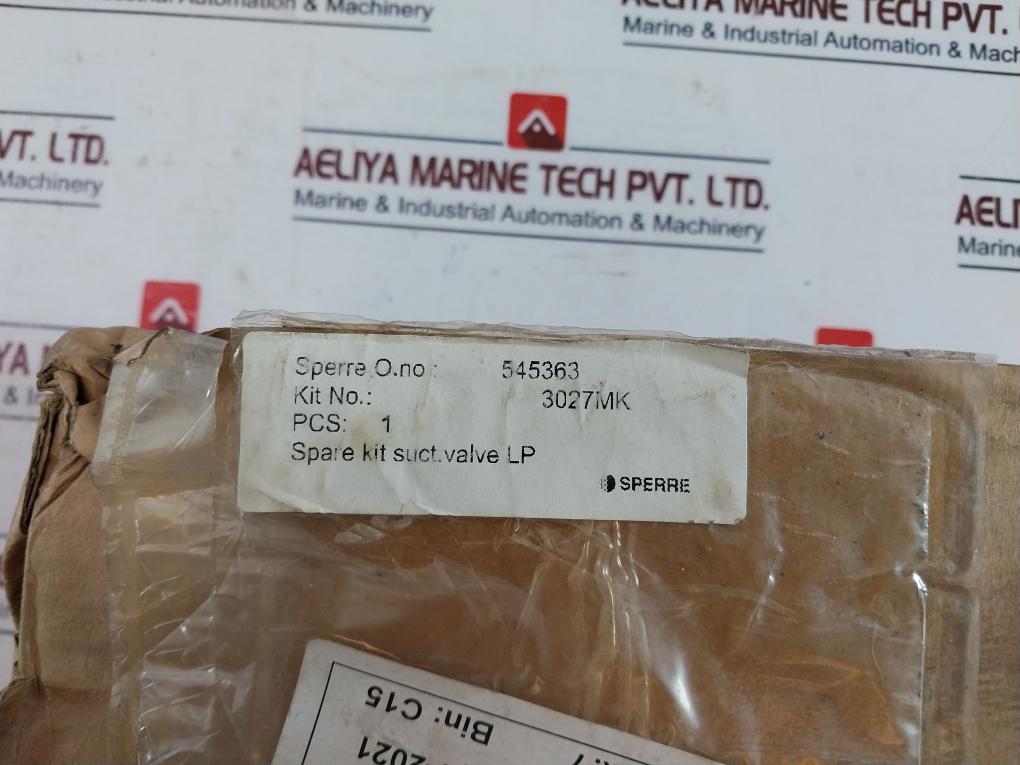 Industrial Automation & Machinery
AELIYA MARINE TECH PVT.
Marine & Industrial Automation & Mach
VT. LTD.
Machinery
AELIYA MARINE TECH PVT. LTD.
Marine & Industrial Automation & Machinery
AELI
Marin
Sperre O.no : 545363
Kit No.: 3027MK
PCS: 1
Spare kit suct.valve LP
SPERRE
Bin: C15
2021